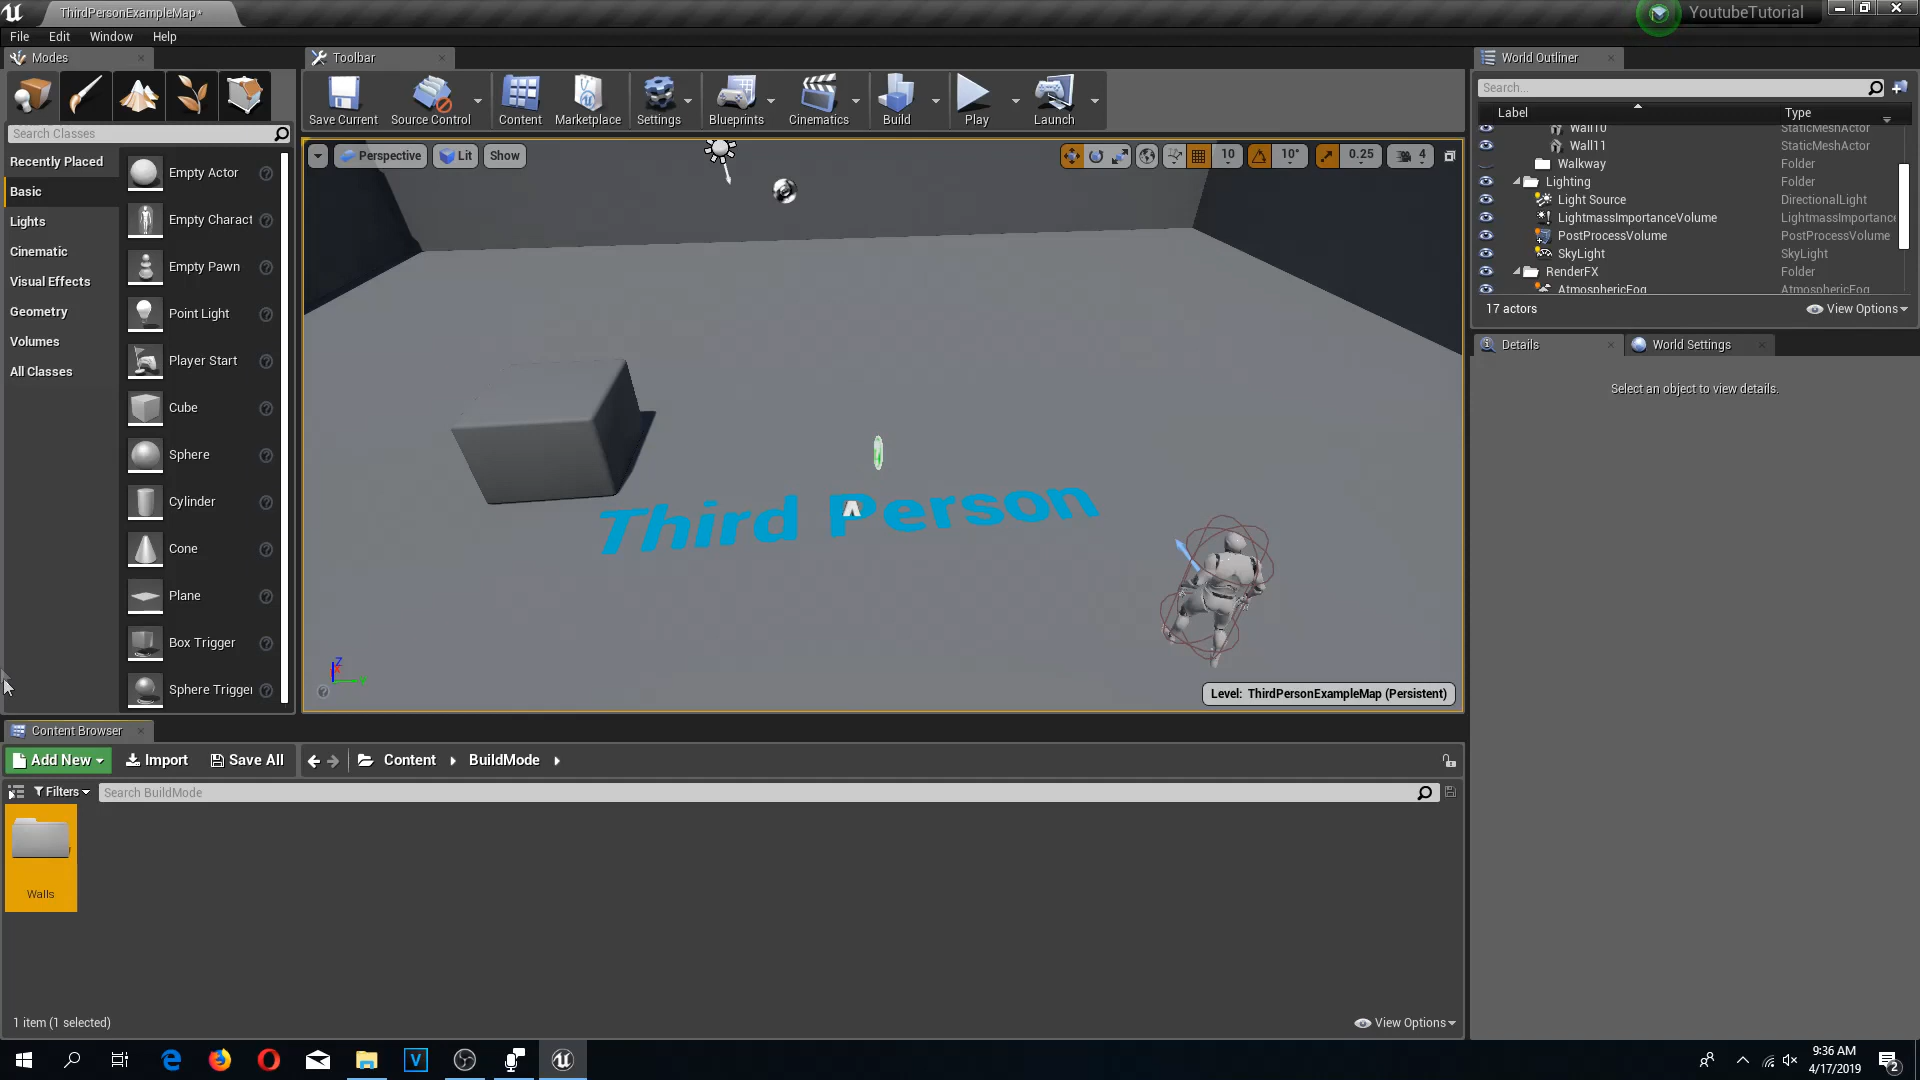 ThirdPersonExampleMap*
YoutubeTutorial
File Edit Window Help
Modes
Toolbar
World Outliner
Save Current
Source Control
Content
Marketplace
Settings
Blueprints
Cinematics
Build
Play
Launch
Search Classes
Recently Placed
Basic
Lights
Cinematic
Visual Effects
Geometry
Volumes
All Classes
Empty Actor
Empty Charact
Empty Pawn
Point Light
Player Start
Cube
Sphere
Cylinder
Cone
Plane
Box Trigger
Sphere Trigger
Perspective
Lit
Show
10
10°
0.25
4
Third Person
Z
Level: ThirdPersonExampleMap (Persistent)
Search...
Label Type
Wall10 StaticMeshActor
Wall11 StaticMeshActor
Walkway Folder
Lighting Folder
Light Source DirectionalLight
LightmassImportanceVolume LightmassImportance
PostProcessVolume PostProcessVolume
SkyLight SkyLight
RenderFX Folder
AtmosphericFog AtmosphericFog
17 actors
View Options
Details
World Settings
Select an object to view details.
Content Browser
Add New
Import
Save All
Content
BuildMode
Filters
Search BuildMode
Walls
1 item (1 selected)
View Options
9:36 AM
4/17/2019
2